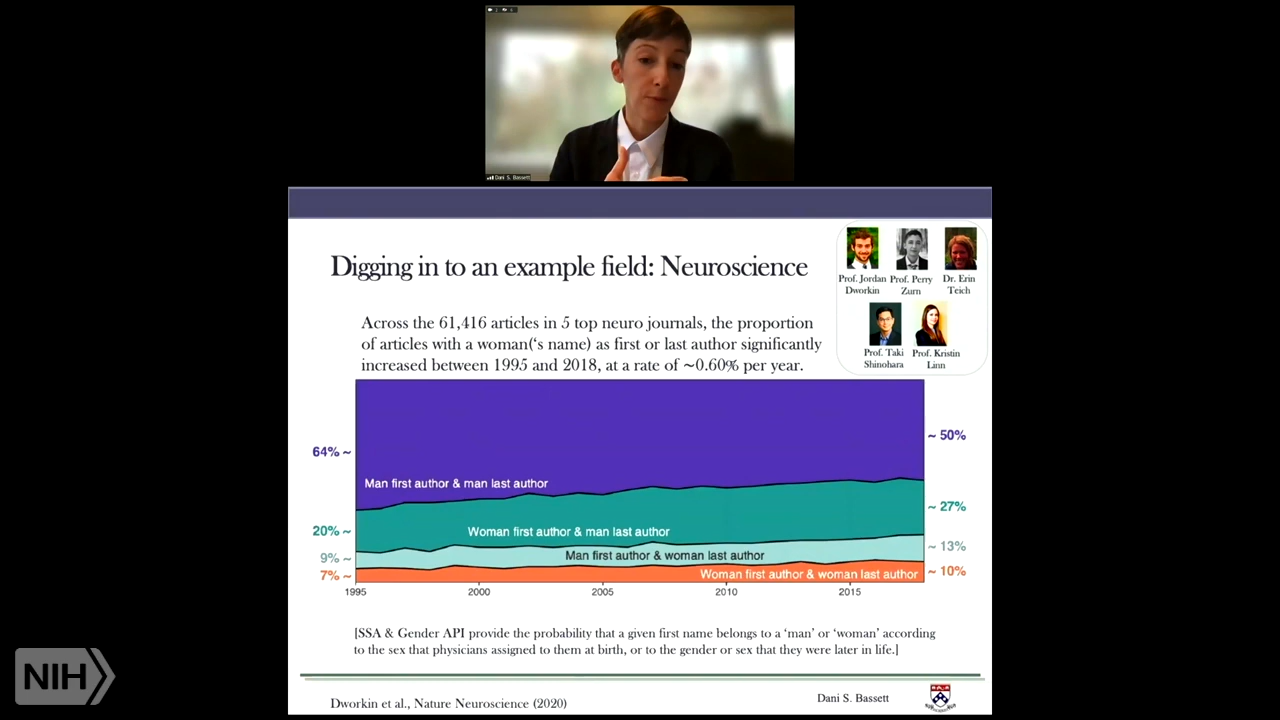 Dani S. Bassett
Digging in to an example field: Neuroscience
Prof. Jordan Dworkin
Prof. Perry Zurn
Dr. Erin Teich
Prof. Taki Shinohara
Prof. Kristin Linn
Across the 61,416 articles in 5 top neuro journals, the proportion
of articles with a woman(‘s name) as first or last author significantly
increased between 1995 and 2018, at a rate of ~0.60% per year.
64% ~
~ 50%
Man first author & man last author
20% ~
Woman first author & man last author
~ 27%
9% ~
Man first author & woman last author
~ 13%
7% ~
Woman first author & woman last author
~ 10%
1995 2000 2005 2010 2015
[SSA & Gender API provide the probability that a given first name belongs to a ‘man’ or ‘woman’ according
to the sex that physicians assigned to them at birth, or to the gender or sex that they were later in life.]
NIH
Dworkin et al., Nature Neuroscience (2020)
Dani S. Bassett